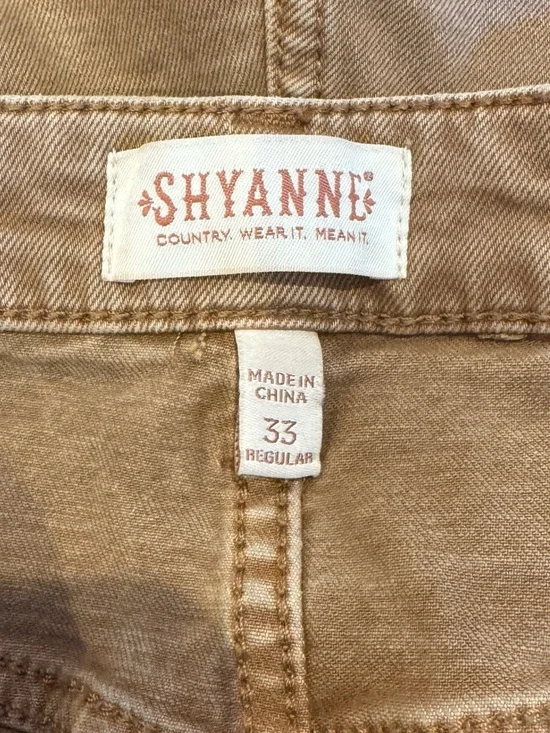 SHYANNE®
COUNTRY. WEAR IT. MEAN IT.
MADE IN
CHINA
33
REGULAR